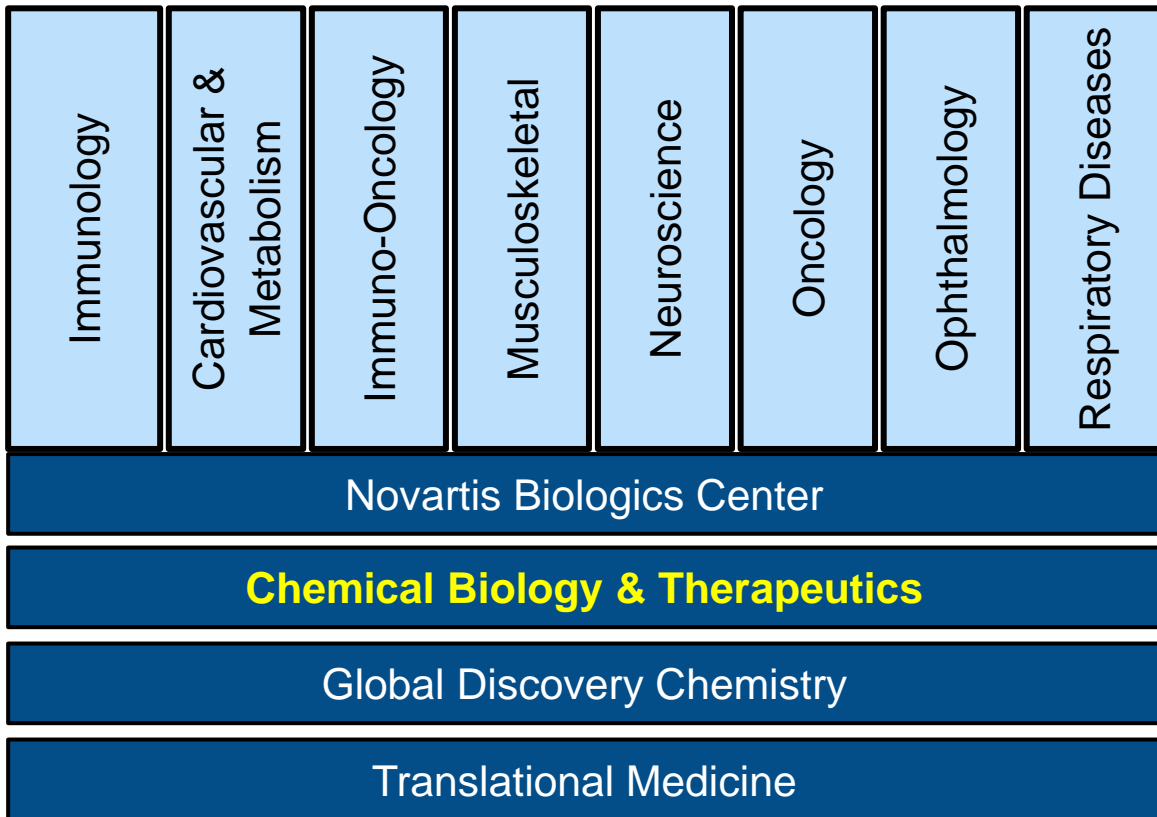 Immunology
Cardiovascular &
Metabolism
Immuno-Oncology
Musculoskeletal
Neuroscience
Oncology
Ophthalmology
Respiratory Diseases
Novartis Biologics Center
Chemical Biology & Therapeutics
Global Discovery Chemistry
Translational Medicine